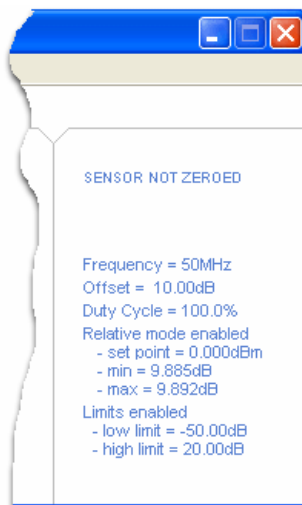 SENSOR NOT ZEROED
Frequency = 50MHz
Offset = 10.00dB
Duty Cycle = 100.0%
Relative mode enabled
- set point = 0.000dBm
- min = 9.885dB
- max = 9.892dB
Limits enabled
- low limit = -50.00dB
- high limit = 20.00dB